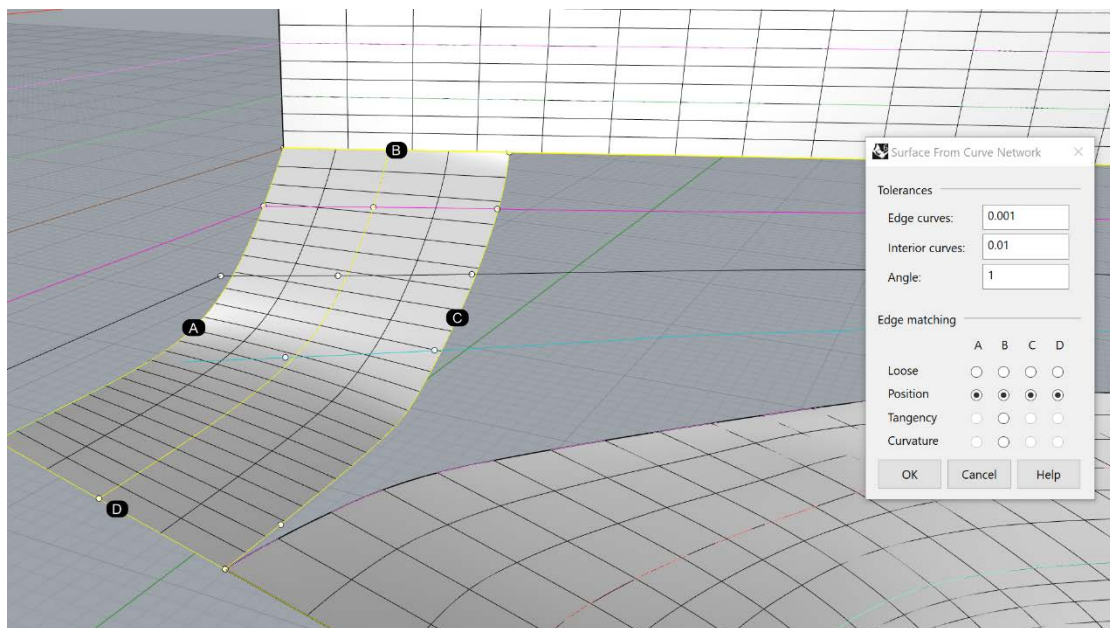 B
A
C
D
Surface From Curve Network
Tolerances
Edge curves: 0.001
Interior curves: 0.01
Angle: 1
Edge matching
A B C D
Loose
Position
Tangency
Curvature
OK Cancel Help